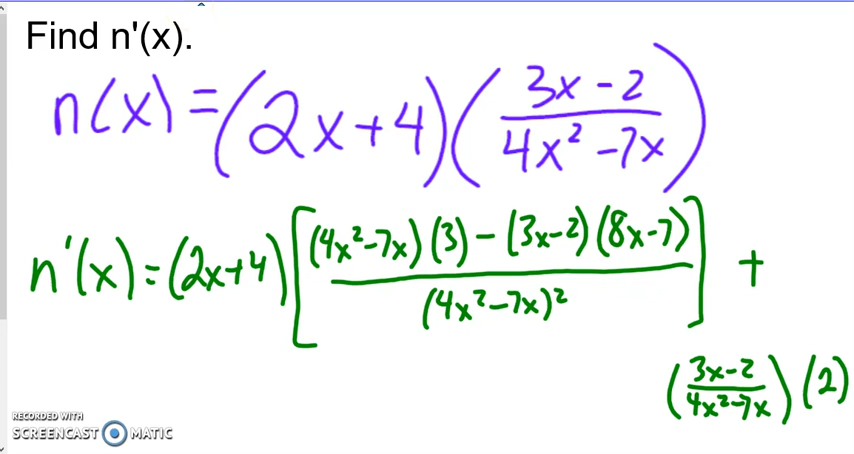 Find n'(x).
n(x) = (2x+4)((3x-2)/(4x²-7x))
n'(x) = (2x+4)[((4x²-7x)(3) - (3x-2)(8x-7))/(4x²-7x)²] +
((3x-2)/(4x²-7x))(2)
RECORDED WITH
SCREENCAST MATIC